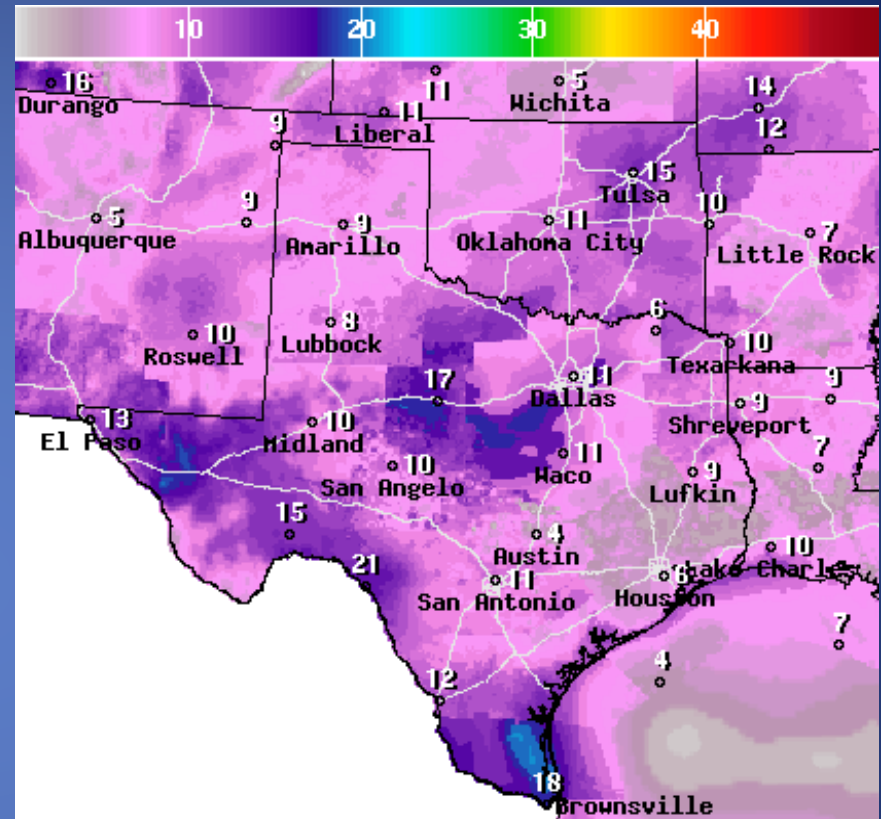 10 20 30 40
16 11 5 14
Durango Wichita
11
Liberal
9 12
15
Tulsa
5 9 9 11 10 7
Albuquerque Amarillo Oklahoma City Little Rock
10 8 6 10
Roswell Lubbock Texarkana
17 11 9
Dallas
13 10 9
El Paso Midland Shreveport
10 11 9 7
San Angelo Waco Lufkin
15 4 10
Austin Lake Charles
21 11
San Antonio Houston
7
4
12
18
Brownsville